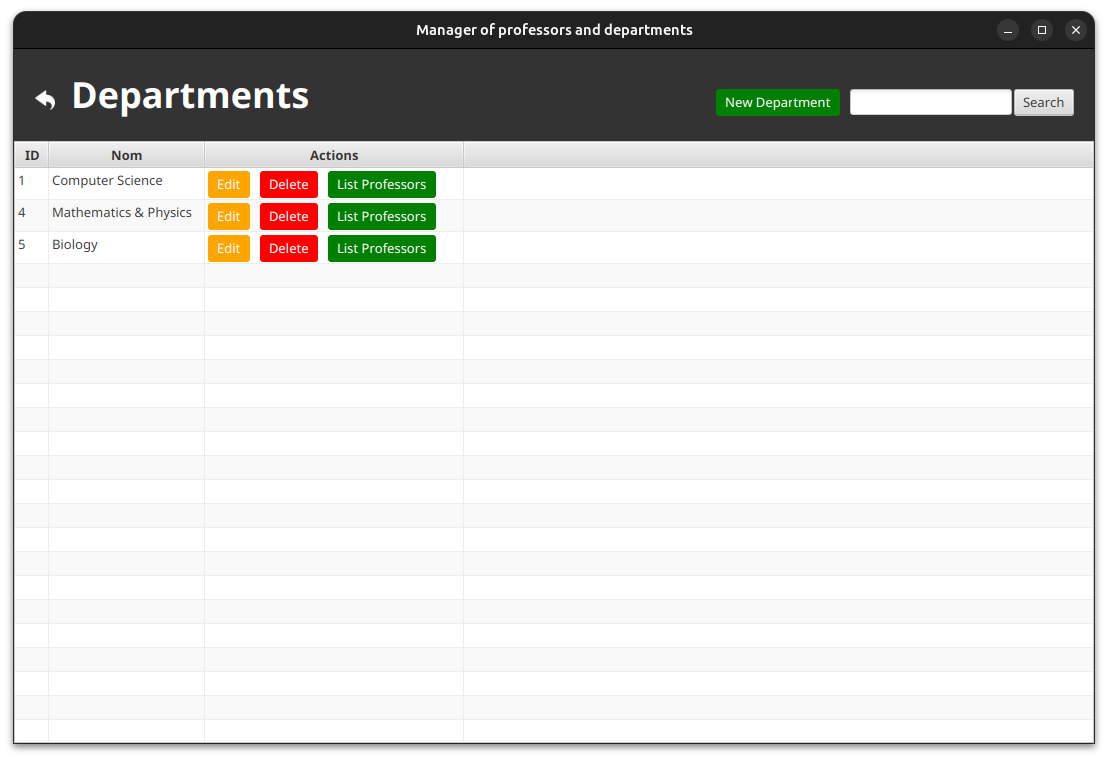 Manager of professors and departments
Departments
New Department
Search
ID Nom Actions
1 Computer Science Edit Delete List Professors
4 Mathematics & Physics Edit Delete List Professors
5 Biology Edit Delete List Professors